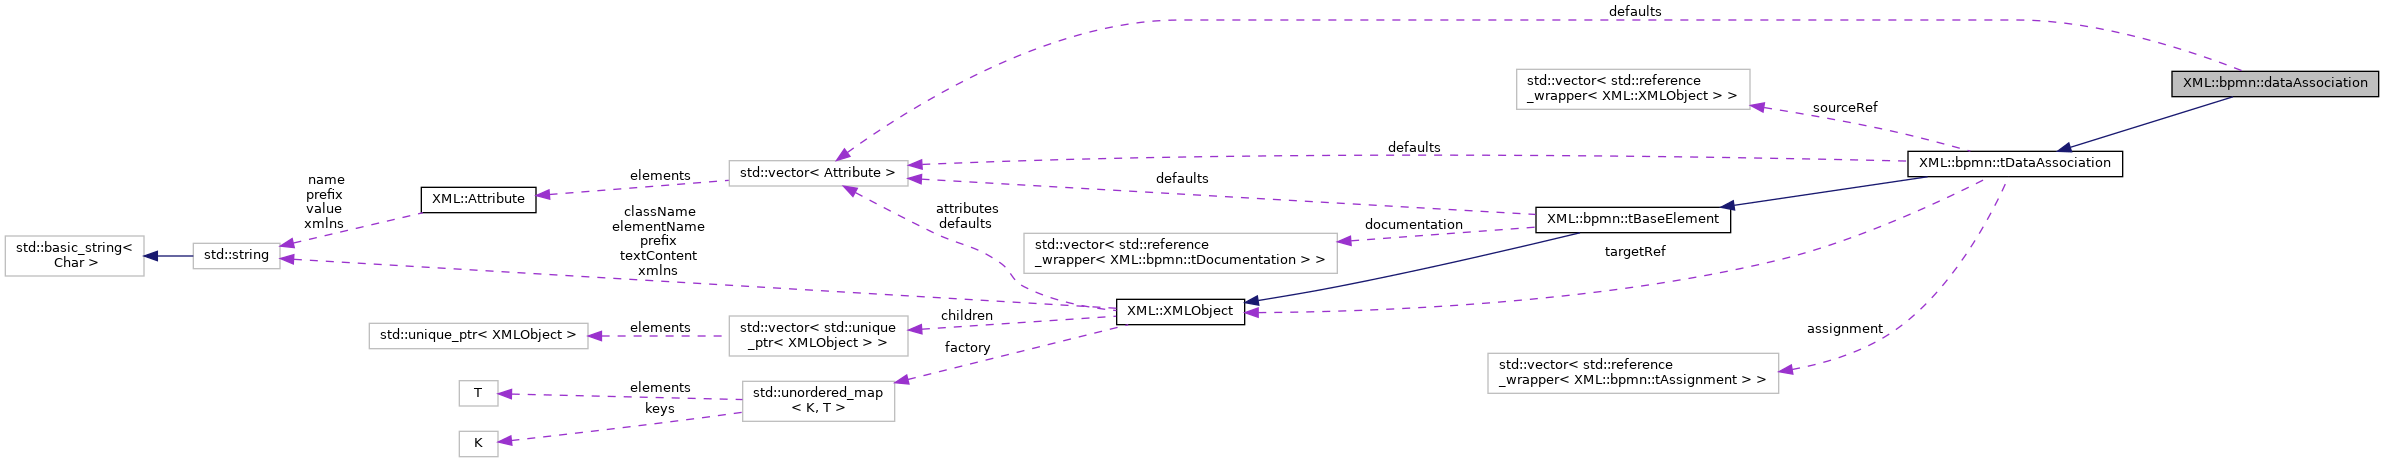 defaults
XML::bpmn::dataAssociation
std::vector< std::reference
_wrapper< XML::XMLObject > >
sourceRef
defaults
XML::bpmn::tDataAssociation
std::vector< Attribute >
elements
defaults
name
prefix
value
xmlns
XML::Attribute
className
elementName
prefix
textContent
xmlns
attributes
defaults
documentation
XML::bpmn::tBaseElement
std::basic_string<
Char >
std::string
std::vector< std::reference
_wrapper< XML::bpmn::tDocumentation > >
targetRef
XML::XMLObject
children
std::unique_ptr< XMLObject >
elements
std::vector< std::unique
_ptr< XMLObject > >
factory
assignment
std::vector< std::reference
_wrapper< XML::bpmn::tAssignment > >
T
elements
keys
std::unordered_map
< K, T >
K